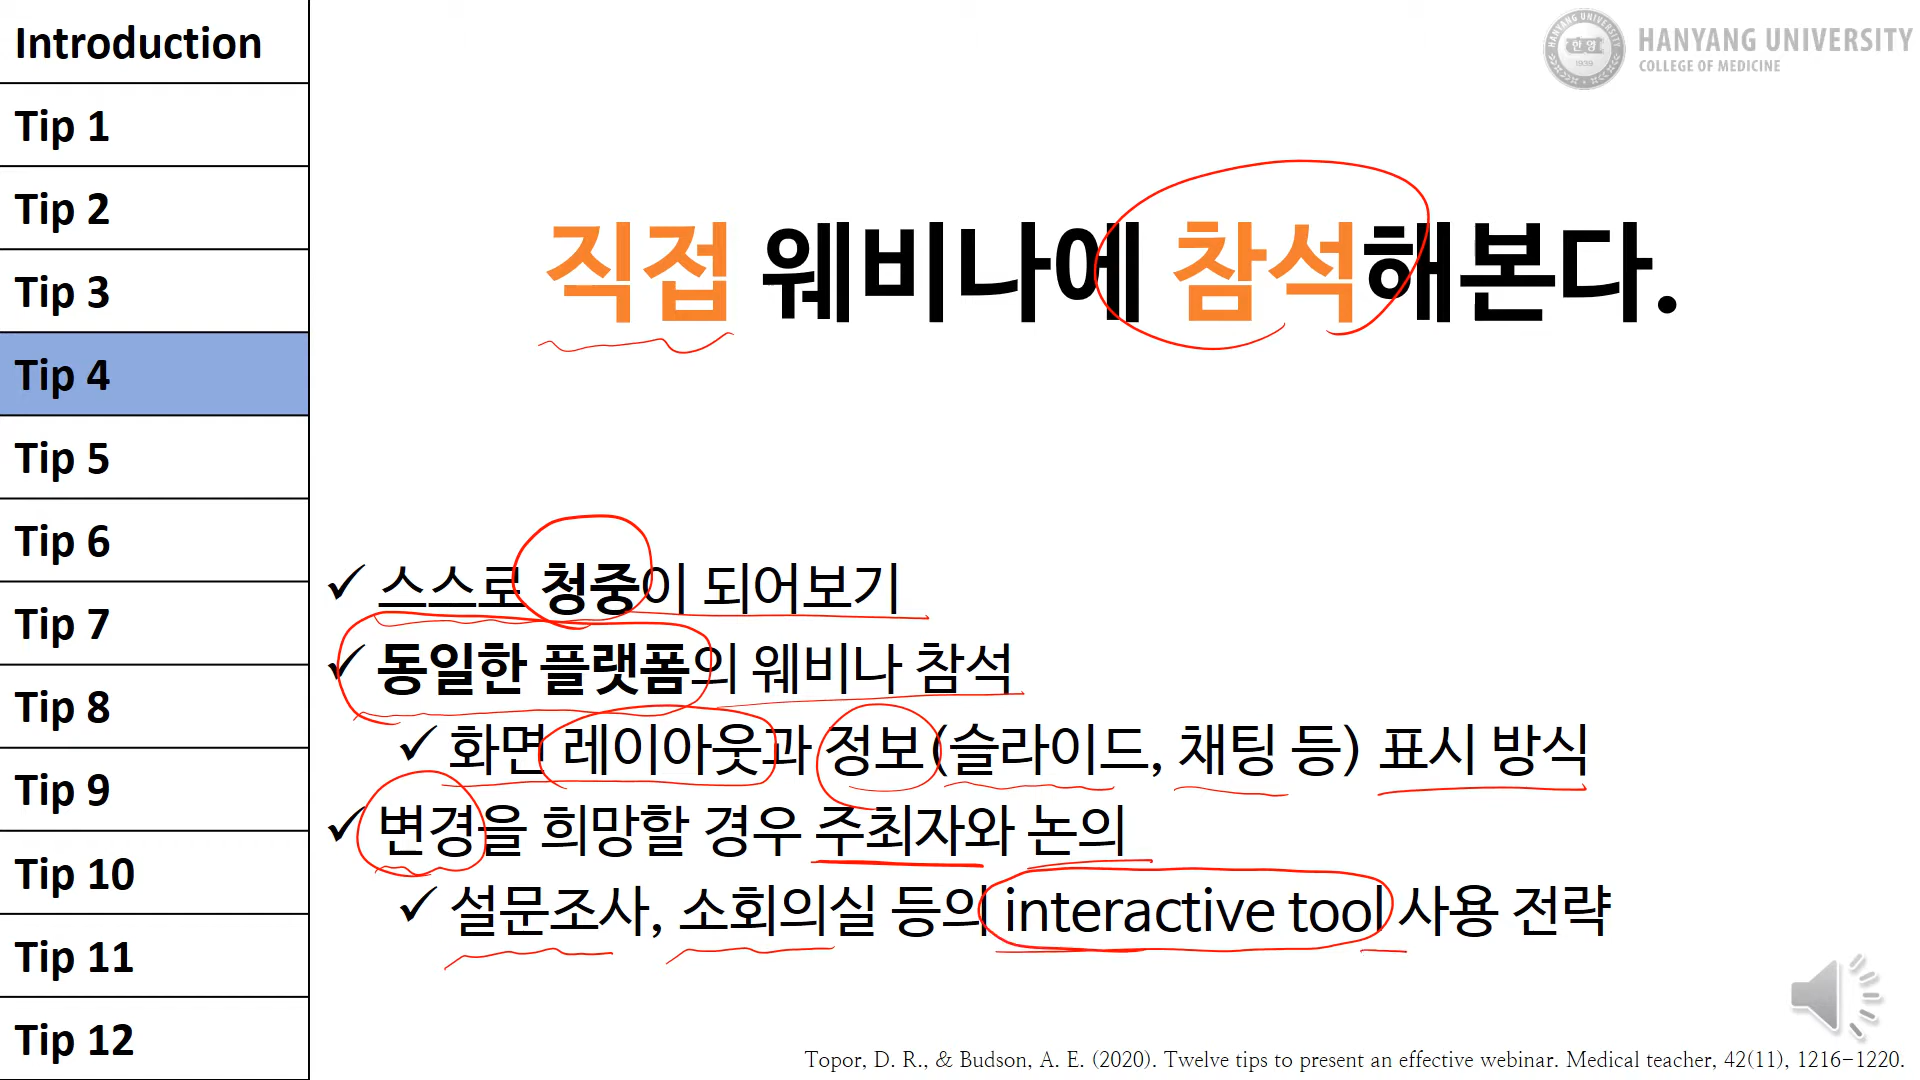 Introduction
Tip 1
Tip 2
Tip 3
Tip 4
Tip 5
Tip 6
Tip 7
Tip 8
Tip 9
Tip 10
Tip 11
Tip 12
HANYANG UNIVERSITY
COLLEGE OF MEDICINE
HANYANG UNIVERSITY
한양
1939
직접 웨비나에 참석해본다.
✓ 스스로 청중이 되어보기
✓ 동일한 플랫폼의 웨비나 참석
✓ 화면 레이아웃과 정보(슬라이드, 채팅 등) 표시 방식
✓ 변경을 희망할 경우 주최자와 논의
✓ 설문조사, 소회의실 등의 interactive tool 사용 전략
Topor, D. R., & Budson, A. E. (2020). Twelve tips to present an effective webinar. Medical teacher, 42(11), 1216-1220.